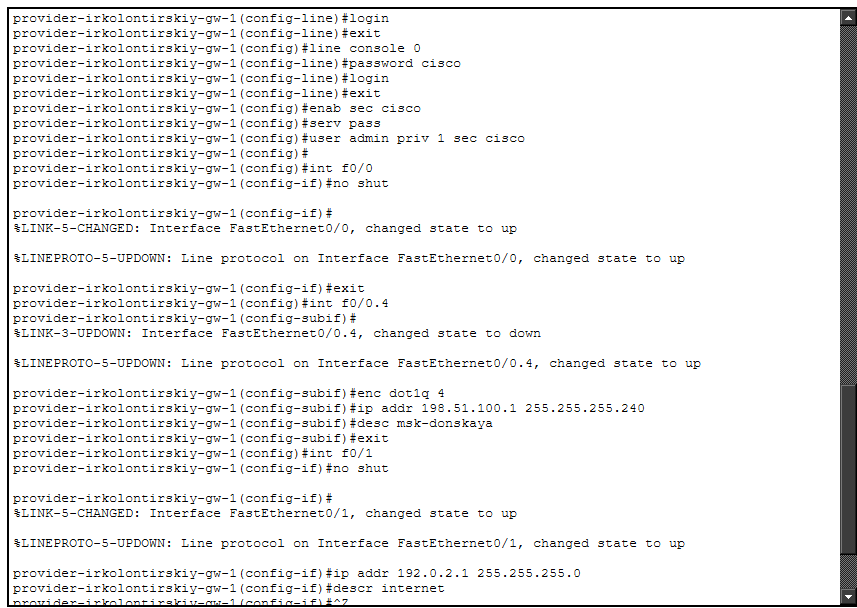 provider-irkolontirskiy-gw-1(config-line)#login
provider-irkolontirskiy-gw-1(config-line)#exit
provider-irkolontirskiy-gw-1(config)#line console 0
provider-irkolontirskiy-gw-1(config-line)#password cisco
provider-irkolontirskiy-gw-1(config-line)#login
provider-irkolontirskiy-gw-1(config-line)#exit
provider-irkolontirskiy-gw-1(config)#enab sec cisco
provider-irkolontirskiy-gw-1(config)#serv pass
provider-irkolontirskiy-gw-1(config)#user admin priv 1 sec cisco
provider-irkolontirskiy-gw-1(config)#
provider-irkolontirskiy-gw-1(config)#int f0/0
provider-irkolontirskiy-gw-1(config-if)#no shut
provider-irkolontirskiy-gw-1(config-if)#
%LINK-5-CHANGED: Interface FastEthernet0/0, changed state to up
%LINEPROTO-5-UPDOWN: Line protocol on Interface FastEthernet0/0, changed state to up
provider-irkolontirskiy-gw-1(config-if)#exit
provider-irkolontirskiy-gw-1(config)#int f0/0.4
provider-irkolontirskiy-gw-1(config-subif)#
%LINK-3-UPDOWN: Interface FastEthernet0/0.4, changed state to down
%LINEPROTO-5-UPDOWN: Line protocol on Interface FastEthernet0/0.4, changed state to up
provider-irkolontirskiy-gw-1(config-subif)#enc dot1q 4
provider-irkolontirskiy-gw-1(config-subif)#ip addr 198.51.100.1 255.255.255.240
provider-irkolontirskiy-gw-1(config-subif)#desc msk-donskaya
provider-irkolontirskiy-gw-1(config-subif)#exit
provider-irkolontirskiy-gw-1(config)#int f0/1
provider-irkolontirskiy-gw-1(config-if)#no shut
provider-irkolontirskiy-gw-1(config-if)#
%LINK-5-CHANGED: Interface FastEthernet0/1, changed state to up
%LINEPROTO-5-UPDOWN: Line protocol on Interface FastEthernet0/1, changed state to up
provider-irkolontirskiy-gw-1(config-if)#ip addr 192.0.2.1 255.255.255.0
provider-irkolontirskiy-gw-1(config-if)#descr internet
provider-irkolontirskiy-gw-1(config-if)#^Z